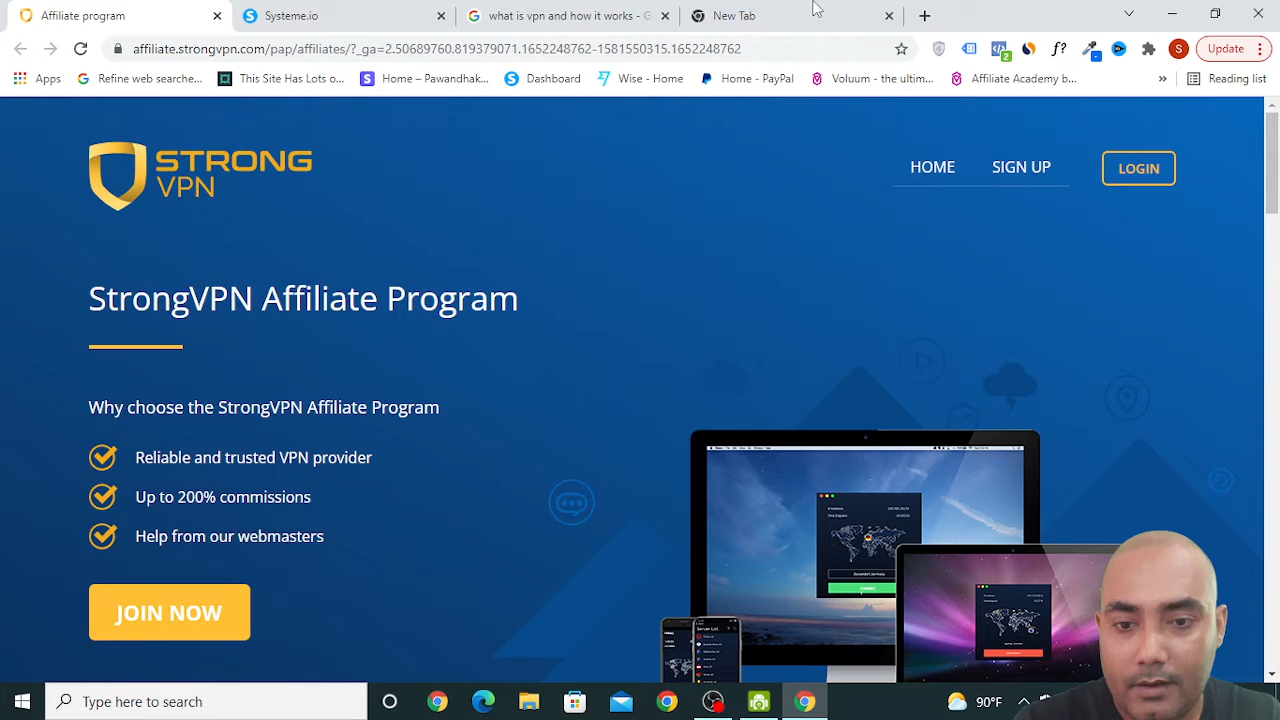 Affiliate program
Systeme.io
what is vpn and how it works - G
New Tab
affiliate.strongvpn.com/pap/affiliates/?_ga=2.50689760.319379071.1652248762-1581550315.1652248762
2
S
Update
Apps
Refine web searche...
This Site Has Lots o...
Home — Pawandhak...
Dashboard
Wise - Home
Home - PayPal
Voluum - the ultim...
Affiliate Academy b...
»
Reading list
STRONG
VPN
HOME
SIGN UP
LOGIN
StrongVPN Affiliate Program
Why choose the StrongVPN Affiliate Program
Reliable and trusted VPN provider
Up to 200% commissions
Help from our webmasters
JOIN NOW
Server List
Type here to search
90°F